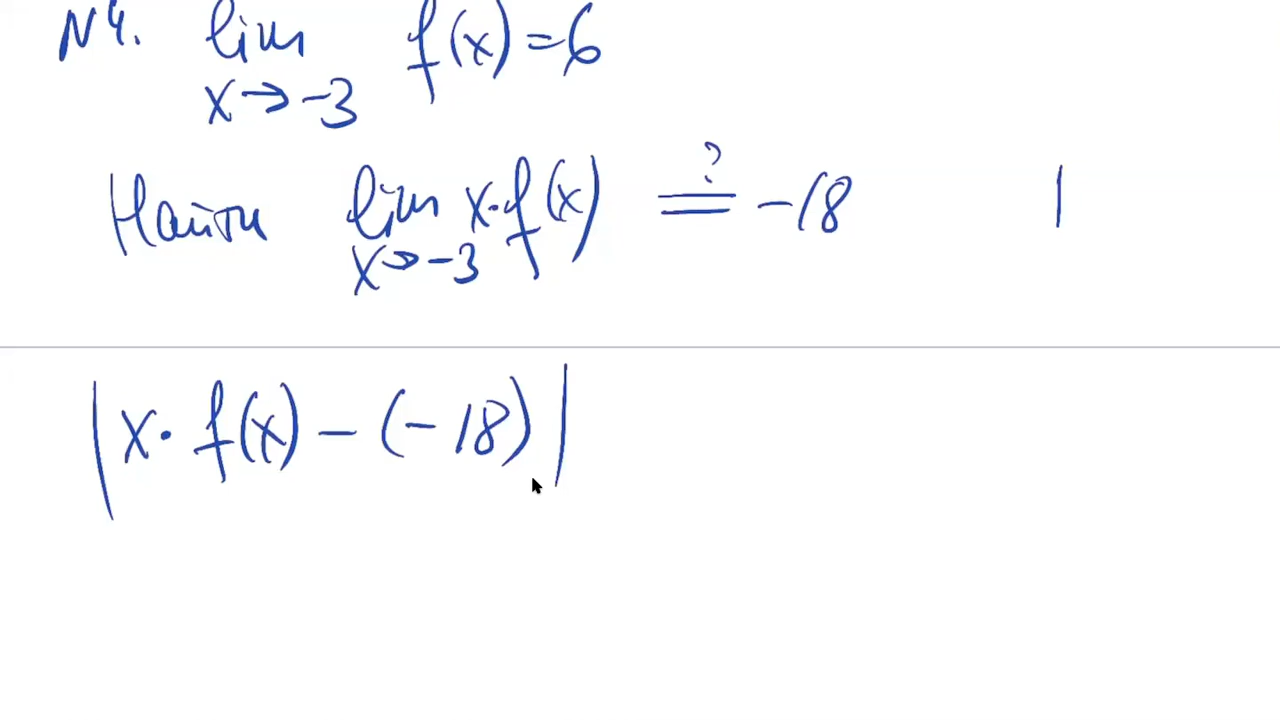 N4. lim f(x)=6
x→-3
Найти lim x·f(x) =? -18 |
x→-3
|x· f(x) - (-18)|